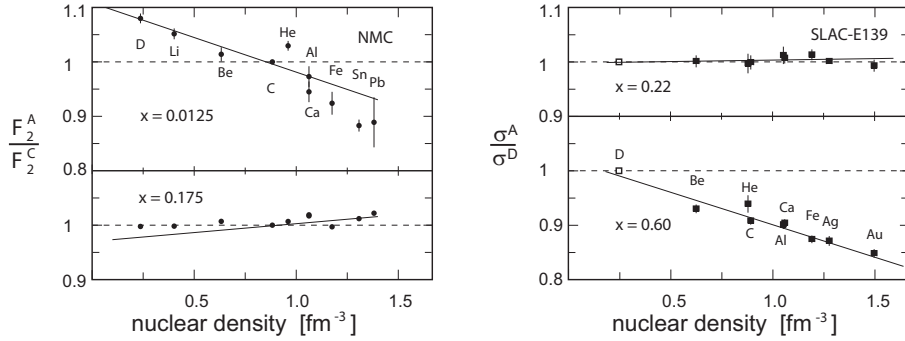 1.1
NMC
D
Li
Be
He
C
Al
Ca
Fe
Sn
Pb
1
x = 0.0125
0.9
0.8
F₂ᴬ
F₂ᶜ
x = 0.175
1
0.9
0.5
1.0
1.5
nuclear density [fm⁻³]
1.1
SLAC-E139
1
x = 0.22
0.9
σᴬ
σᴰ
D
1
Be
He
C
Ca
Al
Fe
Ag
Au
x = 0.60
0.9
0.8
0.5
1.0
1.5
nuclear density [fm⁻³]